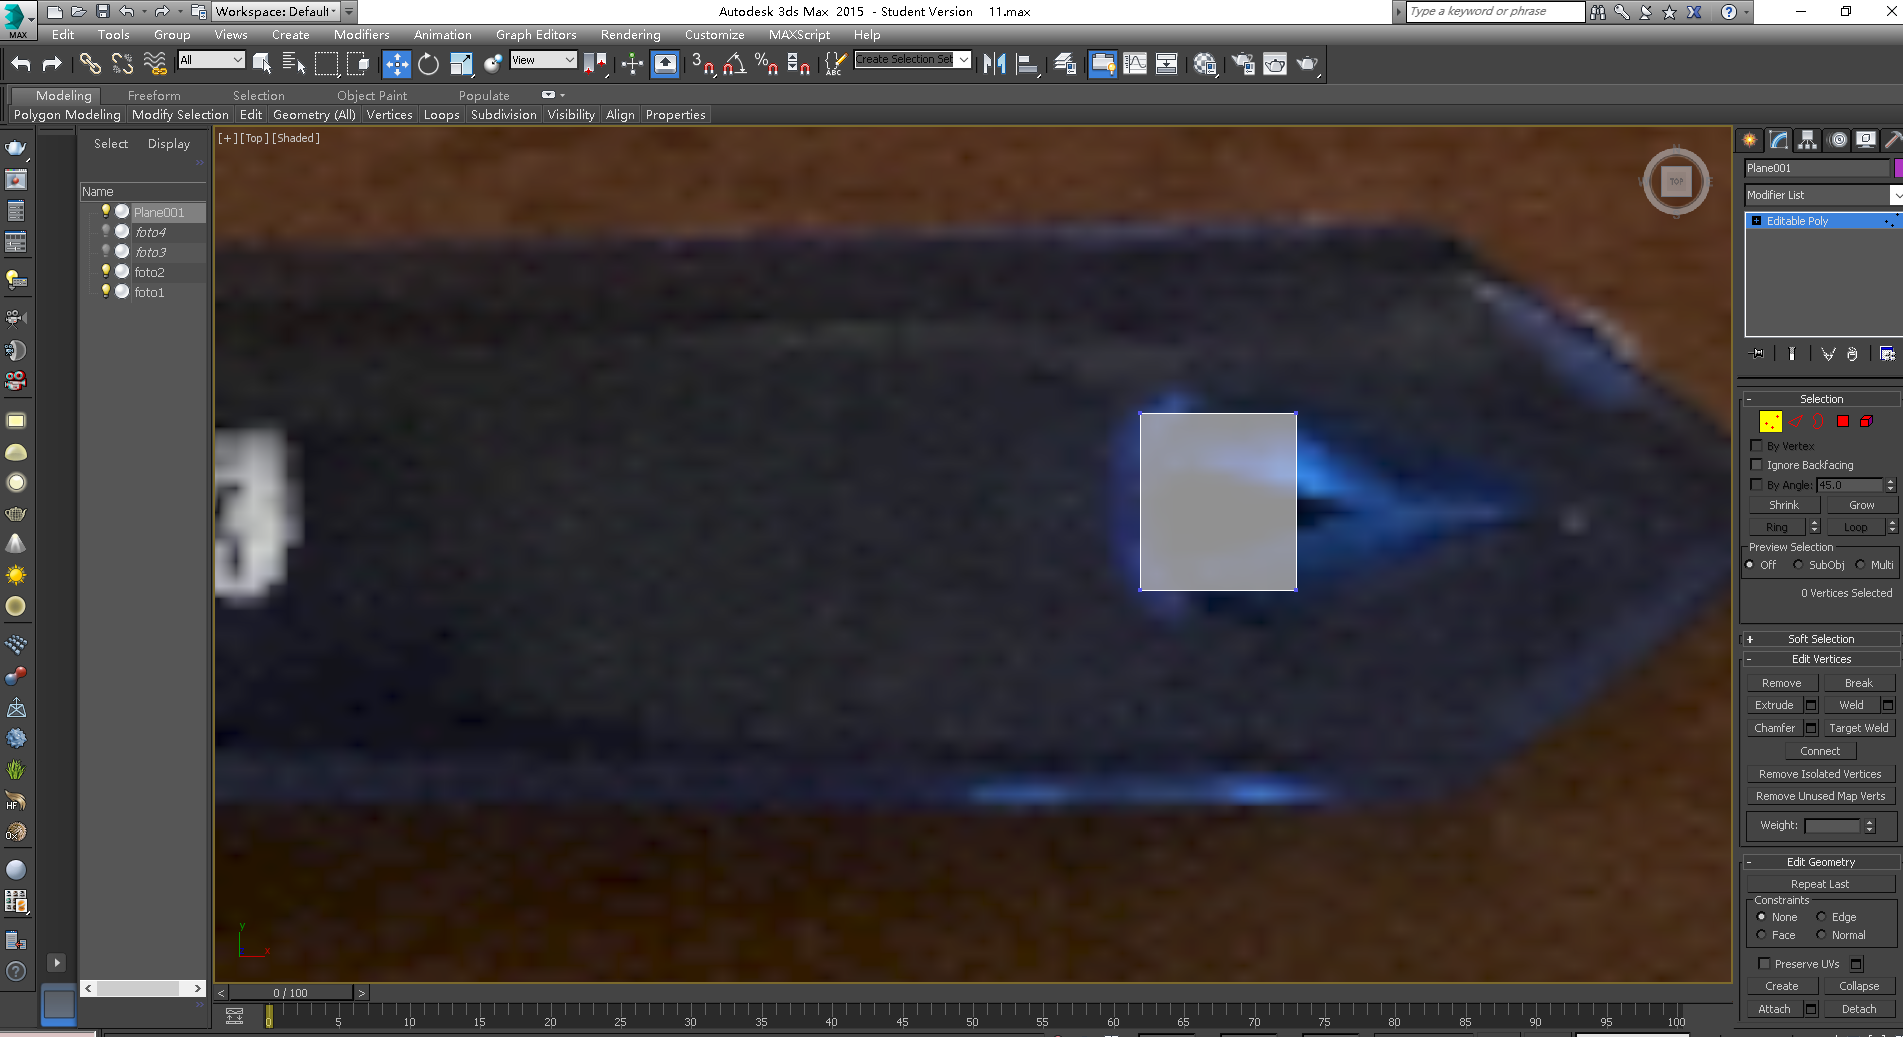 Workspace: Default
Autodesk 3ds Max 2015 - Student Version 11.max
Type a keyword or phrase
MAX
Edit Tools Group Views Create Modifiers Animation Graph Editors Rendering Customize MAXScript Help
All
View
3
%
ABC
Create Selection Set
Modeling Freeform Selection Object Paint Populate
Polygon Modeling Modify Selection Edit Geometry (All) Vertices Loops Subdivision Visibility Align Properties
Select Display
[+][Top][Shaded]
TOP
Name
Plane001
foto4
foto3
foto2
foto1
Plane001
Modifier List
Editable Poly
- Selection
By Vertex
Ignore Backfacing
By Angle: 45.0
Shrink Grow
Ring Loop
Preview Selection
Off SubObj Multi
0 Vertices Selected
+ Soft Selection
- Edit Vertices
Remove Break
Extrude Weld
Chamfer Target Weld
Connect
Remove Isolated Vertices
Remove Unused Map Verts
Weight:
- Edit Geometry
Repeat Last
Constraints
None Edge
Face Normal
Preserve UVs
Create Collapse
Attach Detach
HF
y
x
< 0 / 100 >
0 5 10 15 20 25 30 35 40 45 50 55 60 65 70 75 80 85 90 95 100